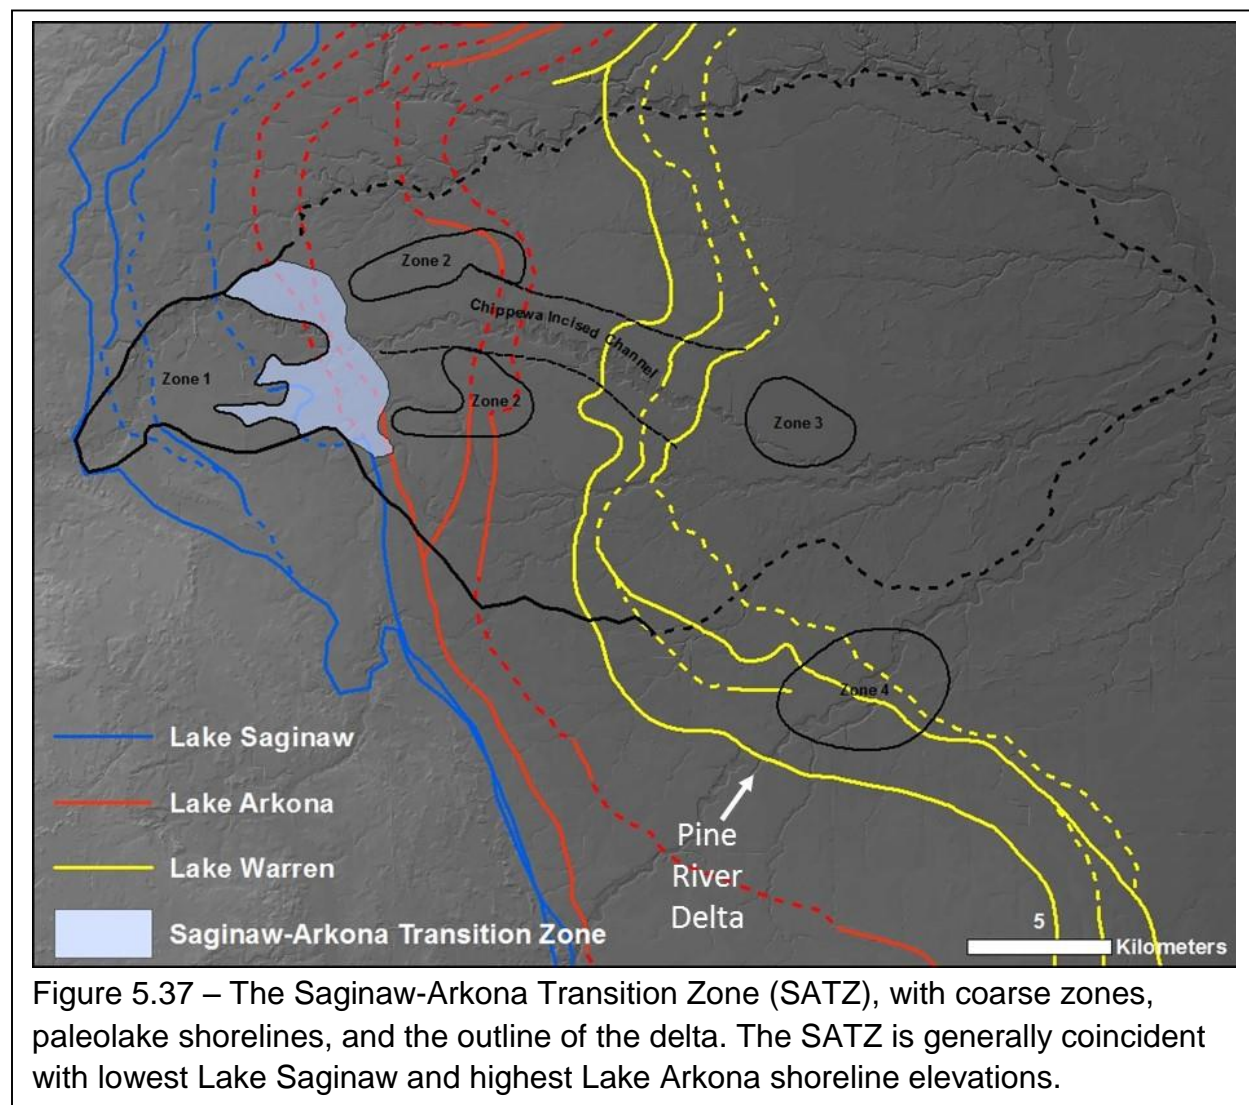 Zone 2
Chippewa Incised Channel
Zone 1
Zone 2
Zone 3
Zone 4
Lake Saginaw
Lake Arkona
Lake Warren
Saginaw-Arkona Transition Zone
Pine
River
Delta
5
Kilometers
Figure 5.37 – The Saginaw-Arkona Transition Zone (SATZ), with coarse zones,
paleolake shorelines, and the outline of the delta. The SATZ is generally coincident
with lowest Lake Saginaw and highest Lake Arkona shoreline elevations.